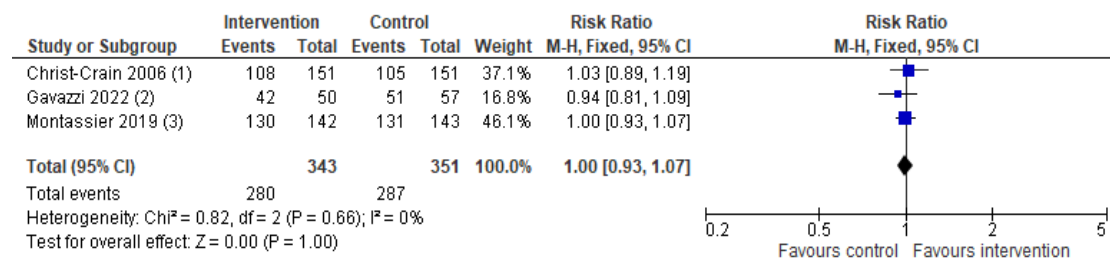 Intervention Control Risk Ratio Risk Ratio
Study or Subgroup Events Total Events Total Weight M-H, Fixed, 95% CI M-H, Fixed, 95% CI
Christ-Crain 2006 (1) 108 151 105 151 37.1% 1.03 [0.89, 1.19]
Gavazzi 2022 (2) 42 50 51 57 16.8% 0.94 [0.81, 1.09]
Montassier 2019 (3) 130 142 131 143 46.1% 1.00 [0.93, 1.07]
Total (95% CI) 343 351 100.0% 1.00 [0.93, 1.07]
Total events 280 287
Heterogeneity: Chi² = 0.82, df = 2 (P = 0.66); I² = 0%
Test for overall effect: Z = 0.00 (P = 1.00)
0.2 0.5 1 2 5
Favours control Favours intervention